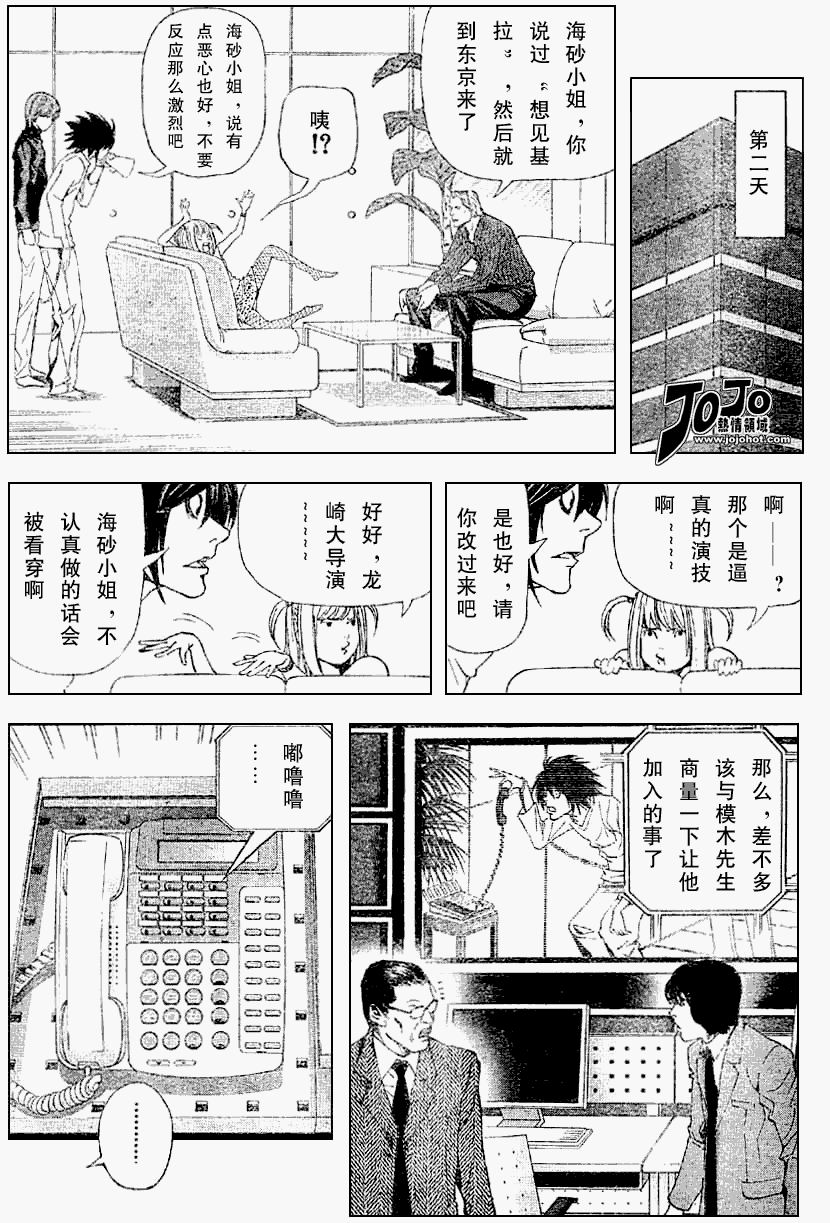 第二天
海砂小姐，你
说过“想见基
拉”，然后就
到东京来了
咦
!?
海砂小姐，说有
点恶心也好，不要
反应那么激烈吧
JOJO
熱情領域
www.jojohot.com
啊——?
那个是逼
真的演技
啊~~~~
是也好，请
你改过来吧
好好，龙
崎大导演
~~~~~
海砂小姐，不
认真做的话会
被看穿啊
那么，差不多
该与模木先生
商量一下让他
加入的事了
嘟噜噜
……
………